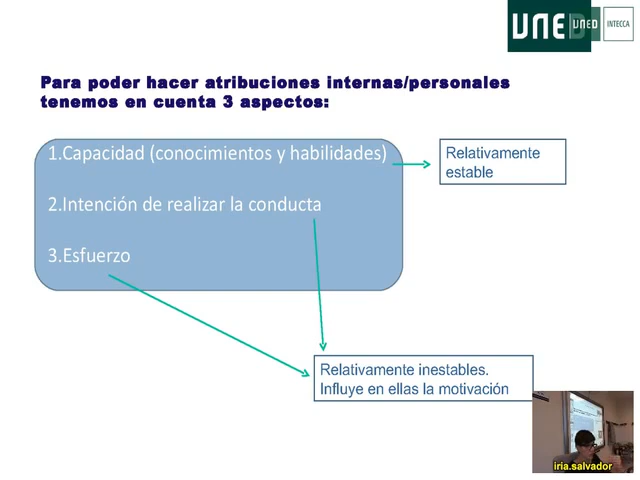 UNED
UNED
INTECCA
Para poder hacer atribuciones internas/personales
tenemos en cuenta 3 aspectos:
1.Capacidad (conocimientos y habilidades)
Relativamente
estable
2.Intención de realizar la conducta
3.Esfuerzo
Relativamente inestables.
Influye en ellas la motivación
iria.salvador